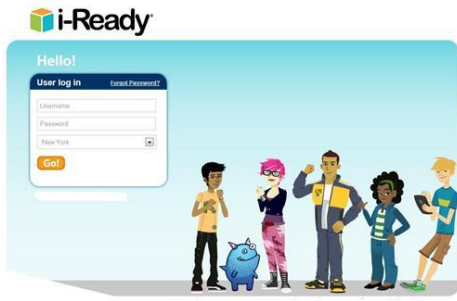 i-Ready
Hello!
User log in Forgot Password?
Username
Password
New York
Go!